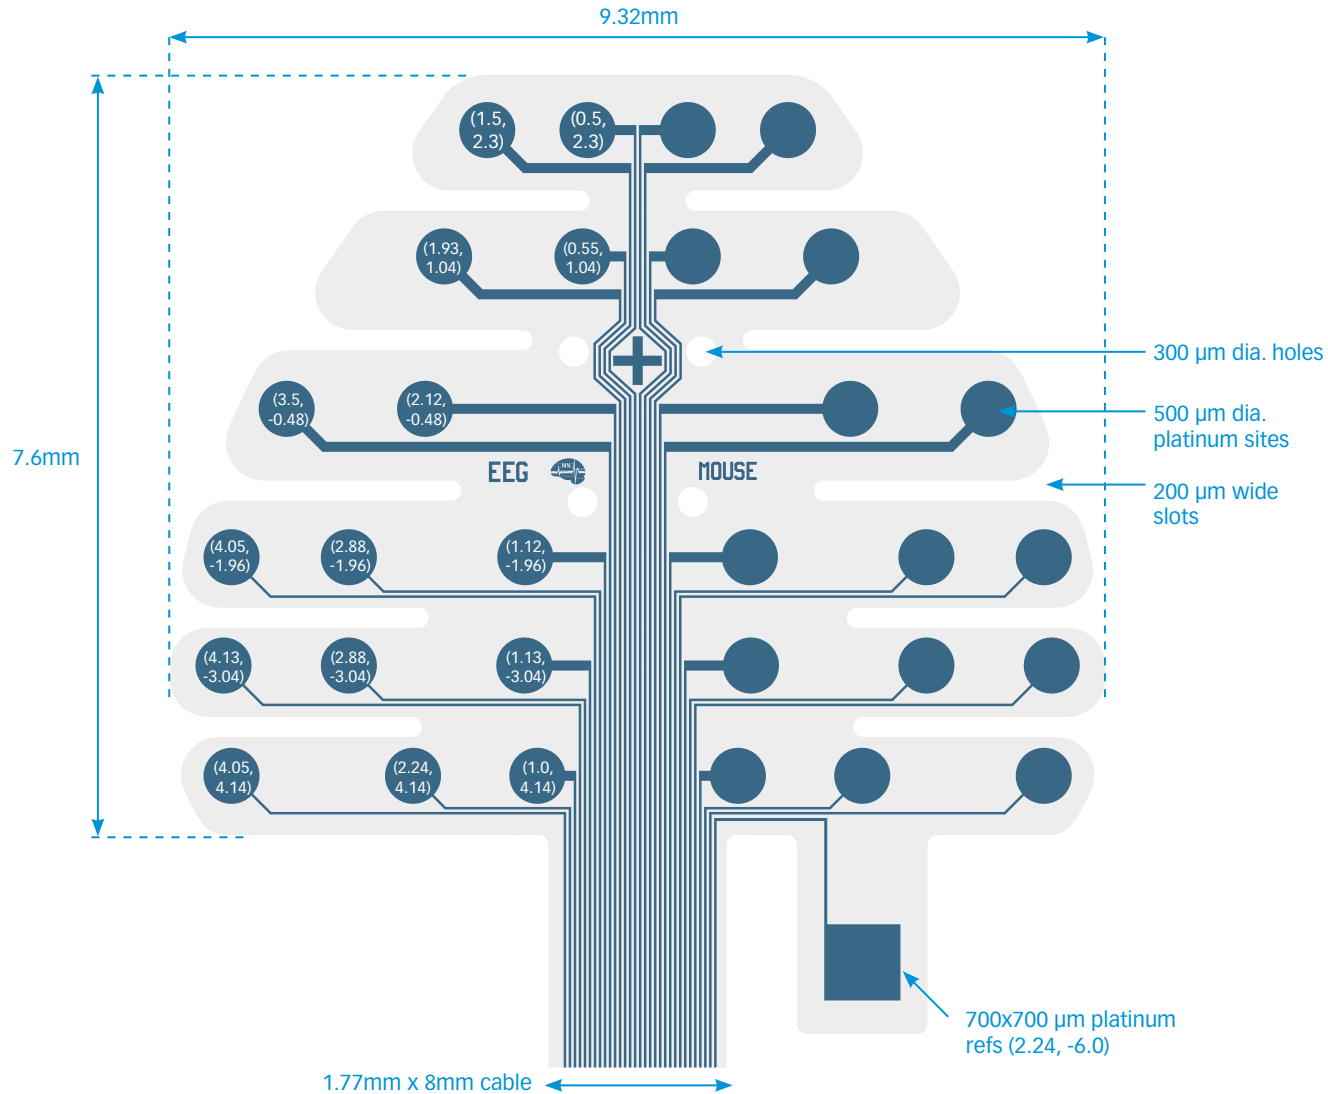 9.32mm
(1.5,
2.3)
(0.5,
2.3)
(1.93,
1.04)
(0.55,
1.04)
300 µm dia. holes
(3.5,
-0.48)
(2.12,
-0.48)
500 µm dia.
platinum sites
7.6mm
EEG
NN
MOUSE
200 µm wide
slots
(4.05,
-1.96)
(2.88,
-1.96)
(1.12,
-1.96)
(4.13,
-3.04)
(2.88,
-3.04)
(1.13,
-3.04)
(4.05,
4.14)
(2.24,
4.14)
(1.0,
4.14)
700x700 µm platinum
refs (2.24, -6.0)
1.77mm x 8mm cable